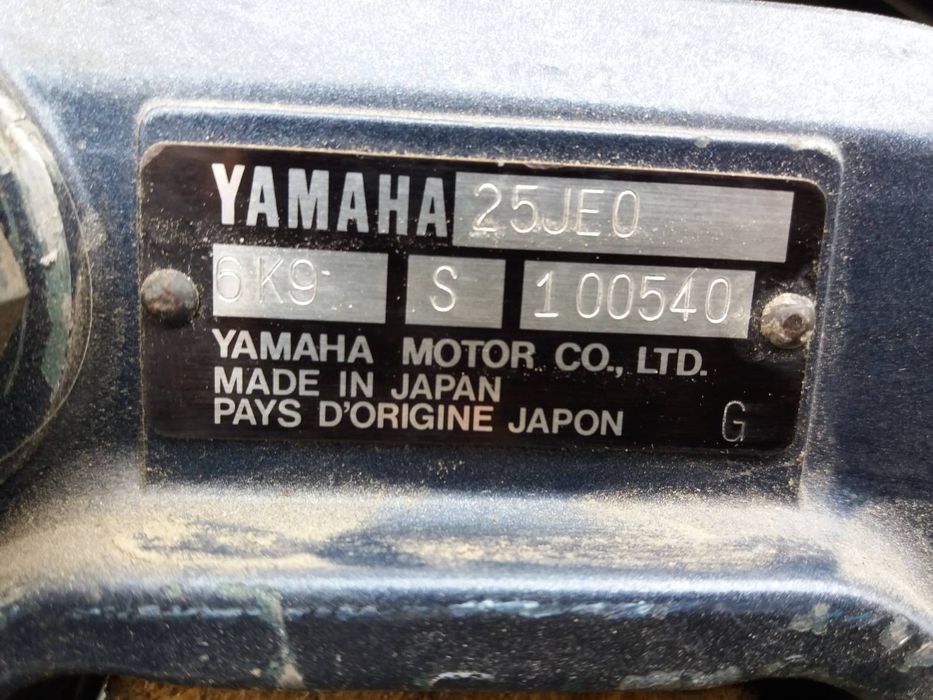 YAMAHA 25JEO
6K9 S 100540
YAMAHA MOTOR CO., LTD.
MADE IN JAPAN
PAYS D'ORIGINE JAPON G